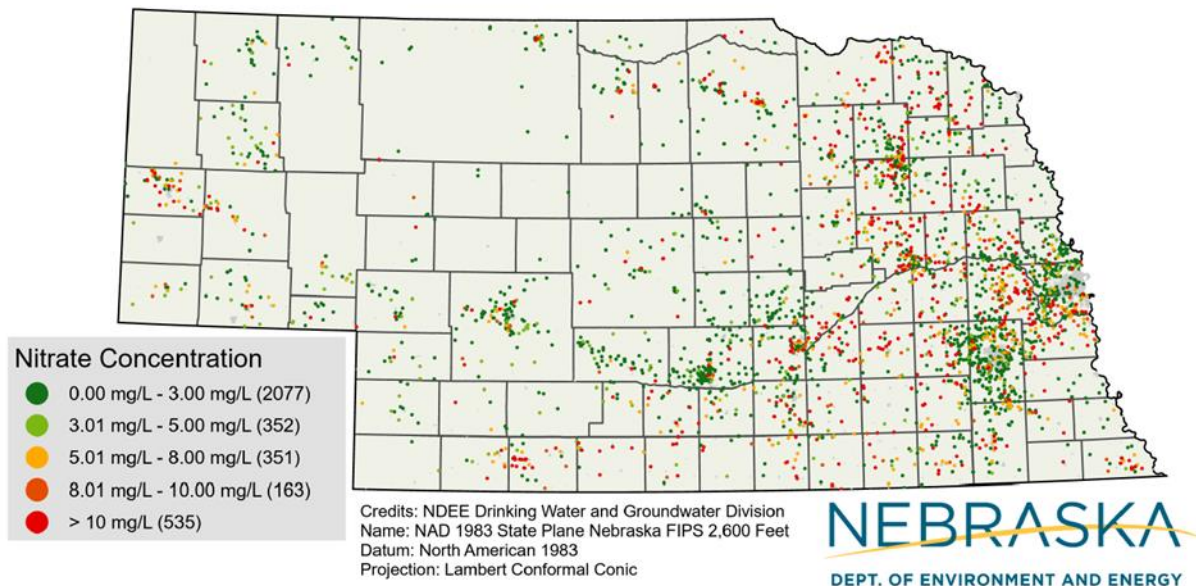 Nitrate Concentration
0.00 mg/L - 3.00 mg/L (2077)
3.01 mg/L - 5.00 mg/L (352)
5.01 mg/L - 8.00 mg/L (351)
8.01 mg/L - 10.00 mg/L (163)
> 10 mg/L (535)
Credits: NDEE Drinking Water and Groundwater Division
Name: NAD 1983 State Plane Nebraska FIPS 2,600 Feet
Datum: North American 1983
Projection: Lambert Conformal Conic
NEBRASKA
DEPT. OF ENVIRONMENT AND ENERGY